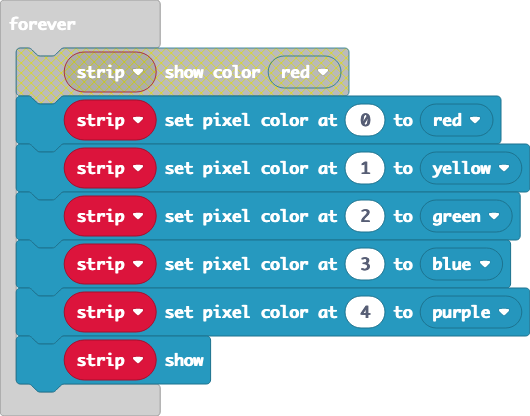 forever
strip show color red
strip set pixel color at 0 to red
strip set pixel color at 1 to yellow
strip set pixel color at 2 to green
strip set pixel color at 3 to blue
strip set pixel color at 4 to purple
strip show